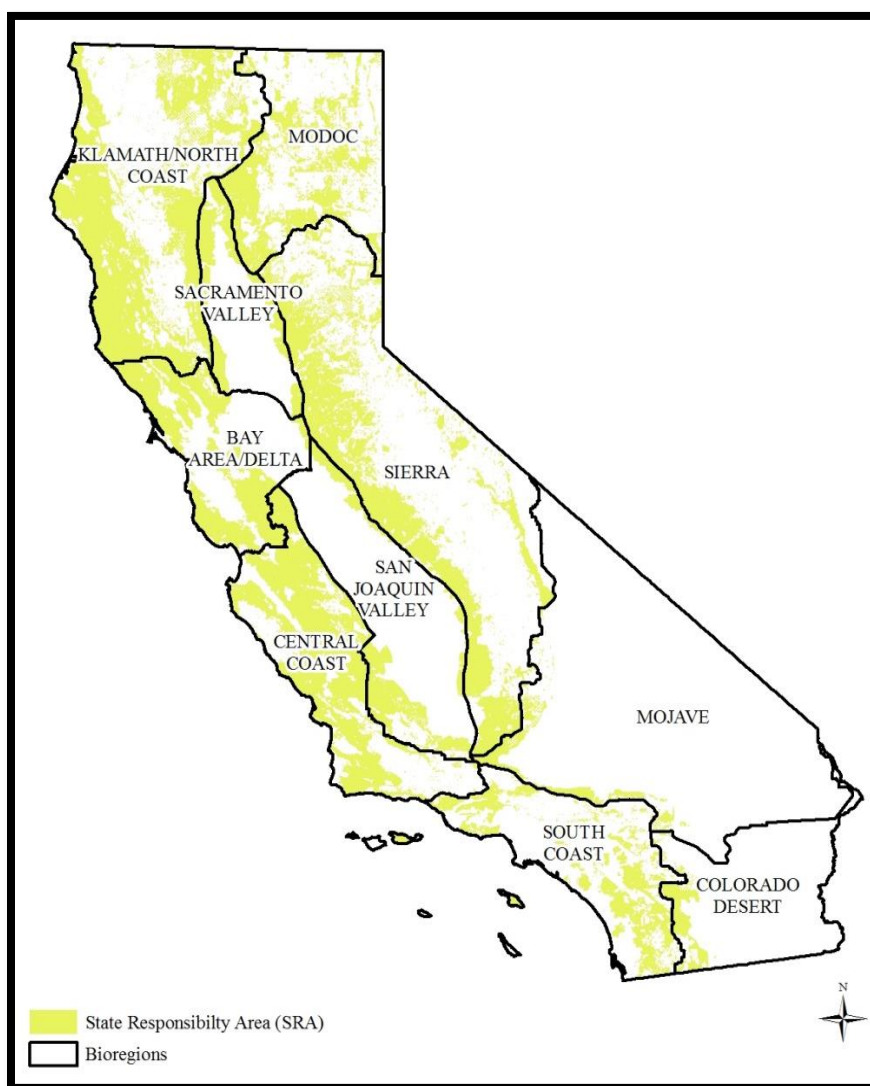 MODOC
KLAMATH/NORTH
COAST
SACRAMENTO
VALLEY
BAY
AREA/DELTA
SIERRA
SAN
JOAQUIN
VALLEY
CENTRAL
COAST
MOJAVE
SOUTH
COAST
COLORADO
DESERT
N
State Responsibilty Area (SRA)
Bioregions